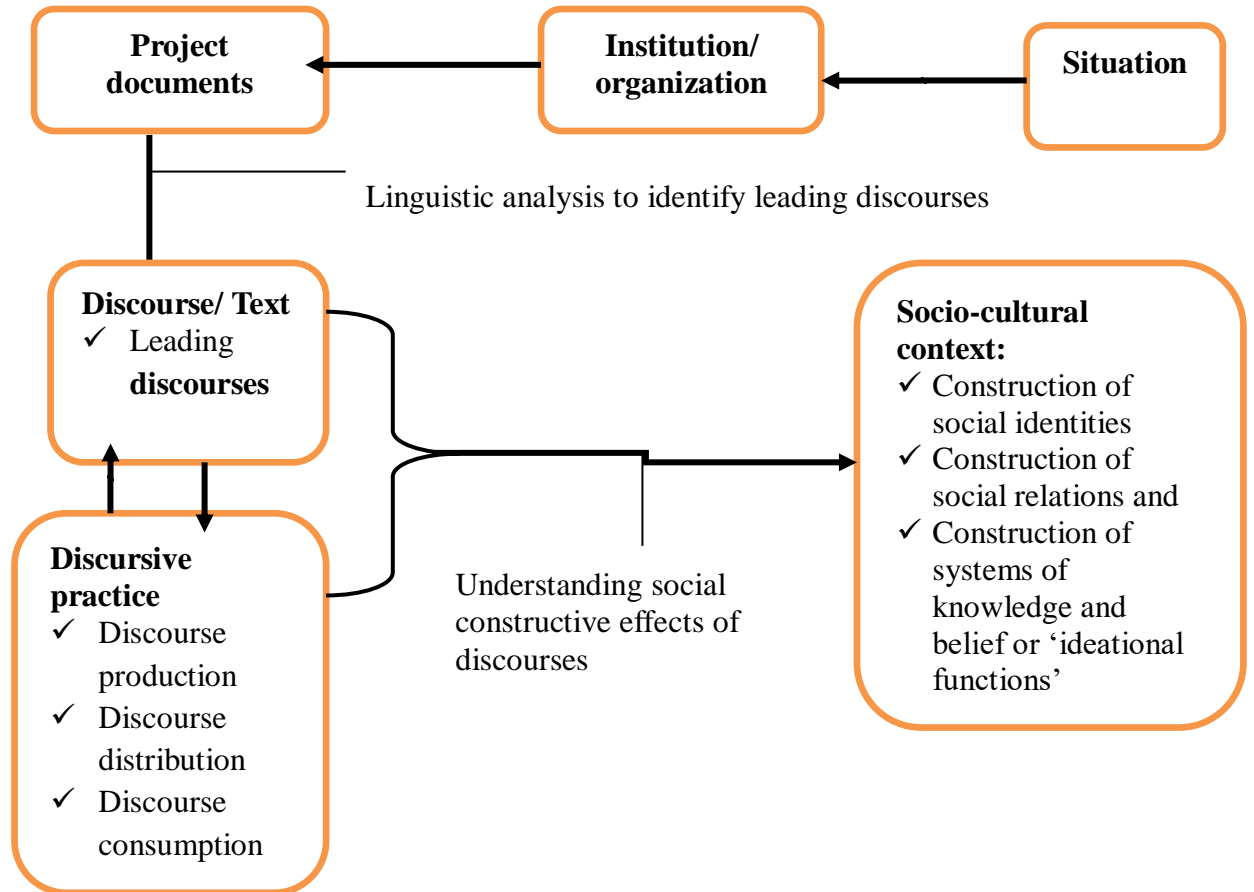 Project
documents
Institution/
organization
Situation
Linguistic analysis to identify leading discourses
Discourse/ Text
✓ Leading
discourses
Discursive
practice
✓ Discourse
production
✓ Discourse
distribution
✓ Discourse
consumption
Understanding social
constructive effects of
discourses
Socio-cultural
context:
✓ Construction of
social identities
✓ Construction of
social relations and
✓ Construction of
systems of
knowledge and
belief or ‘ideational
functions’